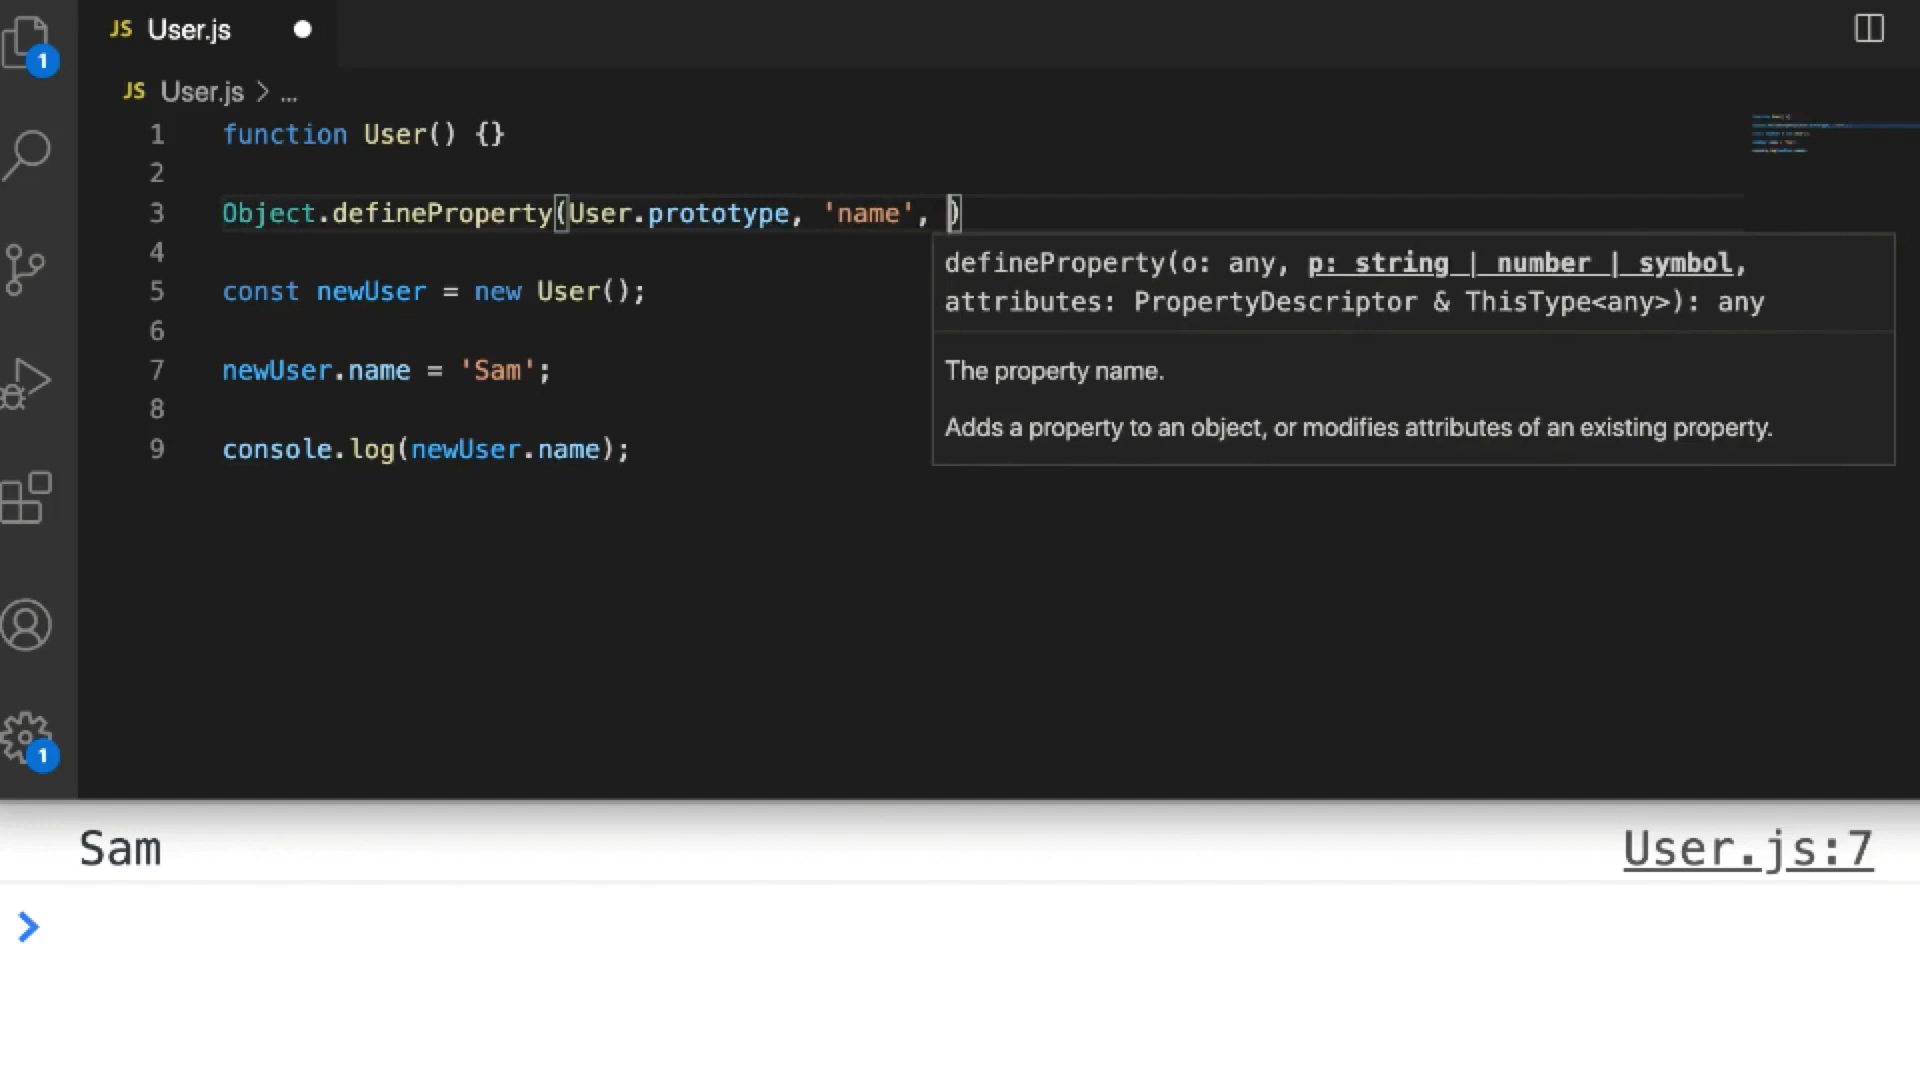 JS User.js
1
JS User.js > ...
1 function User() {}
2
3 Object.defineProperty(User.prototype, 'name', )
4
defineProperty(o: any, p: string | number | symbol,
5 const newUser = new User();
attributes: PropertyDescriptor & ThisType<any>): any
6
7 newUser.name = 'Sam';
The property name.
8
Adds a property to an object, or modifies attributes of an existing property.
9 console.log(newUser.name);
1
Sam
User.js:7